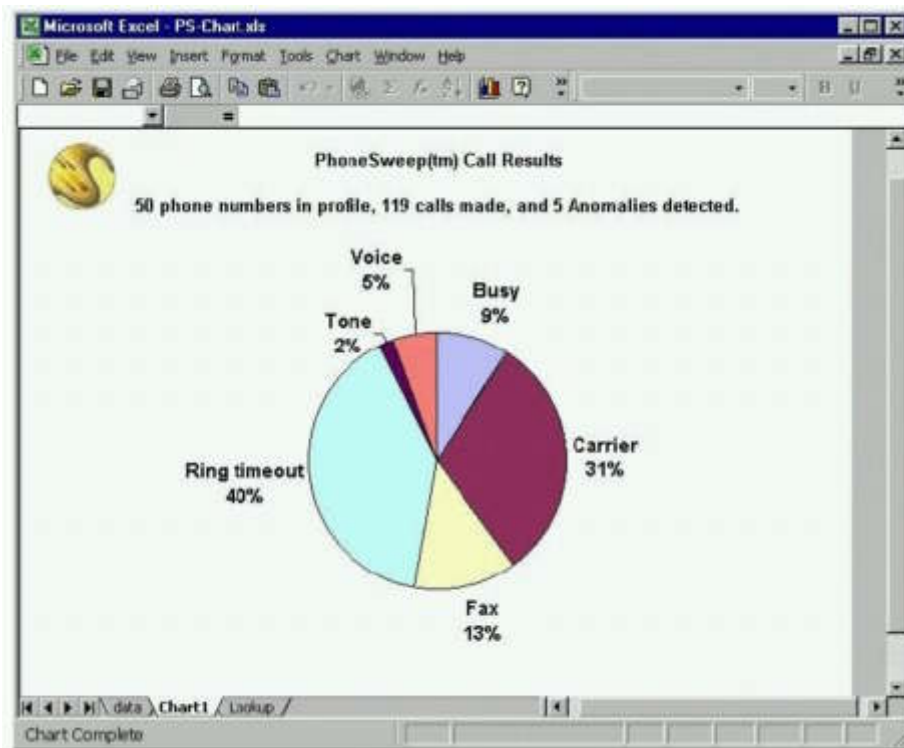 Microsoft Excel - PS-Chart.xls
File Edit View Insert Format Tools Chart Window Help
B U
=
PhoneSweep(tm) Call Results
50 phone numbers in profile, 119 calls made, and 5 Anomalies detected.
Voice
5%
Busy
9%
Tone
2%
Carrier
31%
Ring timeout
40%
Fax
13%
data Chart1 Lookup
Chart Complete